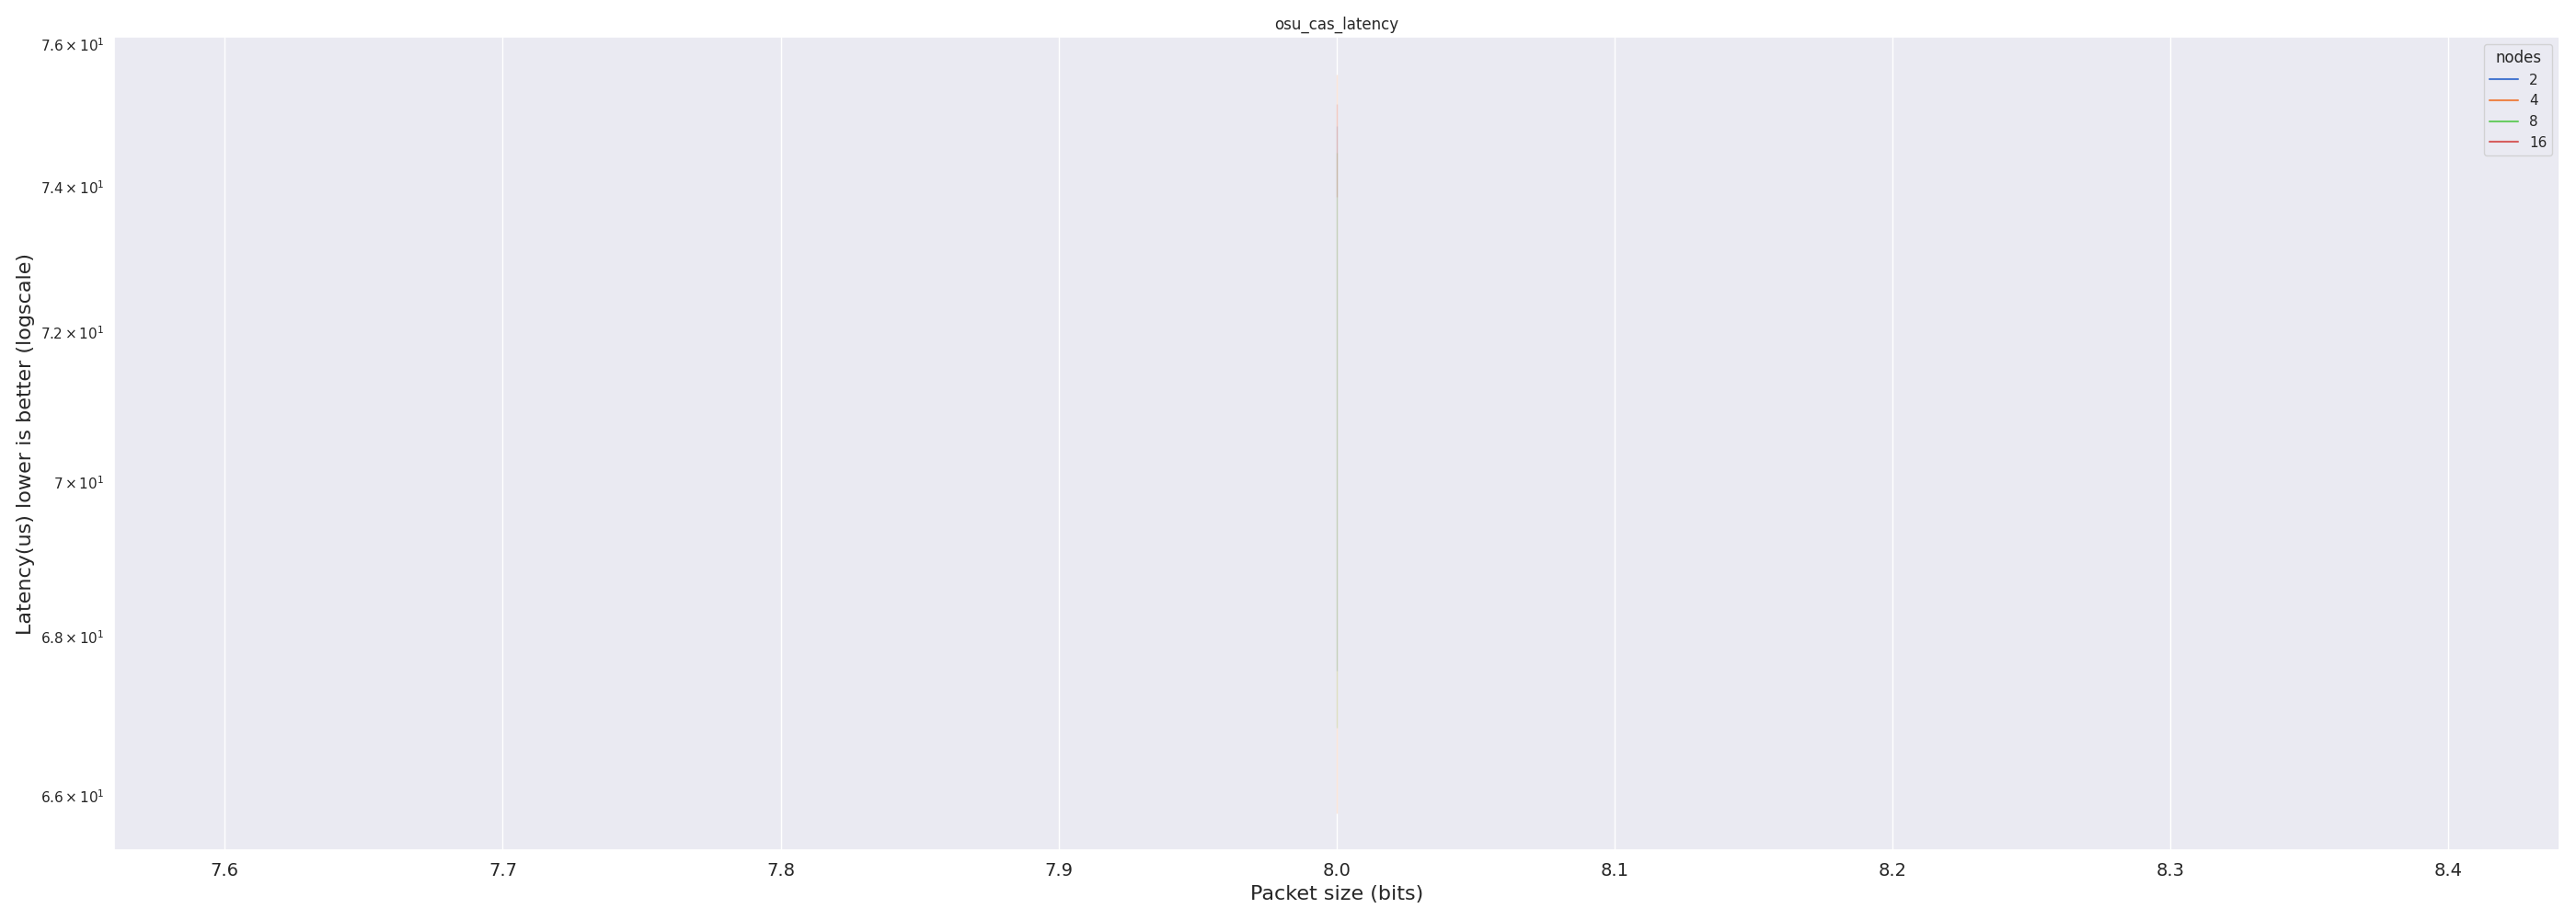 osu_cas_latency
7.6 × 10¹
7.4 × 10¹
7.2 × 10¹
7 × 10¹
6.8 × 10¹
6.6 × 10¹
Latency(us) lower is better (logscale)
nodes
2
4
8
16
7.6 7.7 7.8 7.9 8.0 8.1 8.2 8.3 8.4
Packet size (bits)